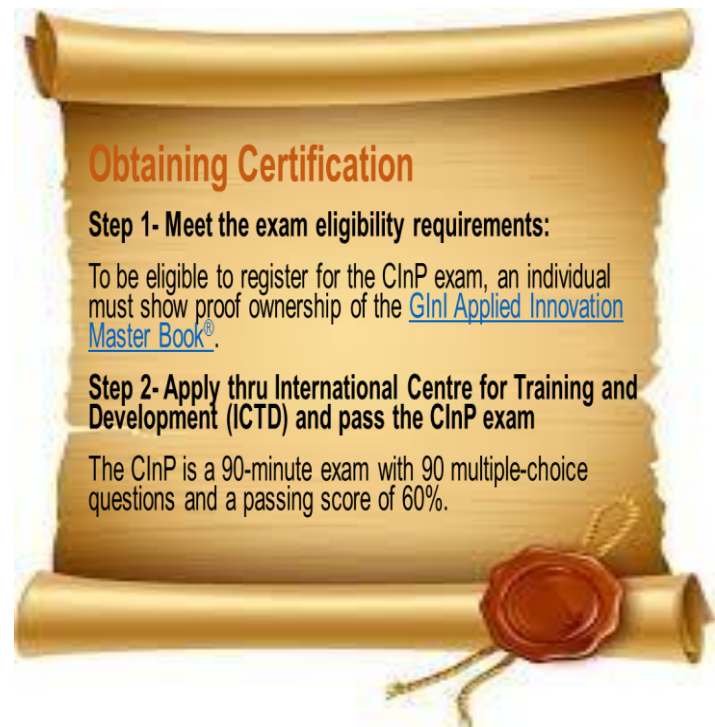 Obtaining Certification
Step 1- Meet the exam eligibility requirements:
To be eligible to register for the CInP exam, an individual
must show proof ownership of the GInI Applied Innovation
Master Book®.
Step 2- Apply thru International Centre for Training and
Development (ICTD) and pass the CInP exam
The CInP is a 90-minute exam with 90 multiple-choice
questions and a passing score of 60%.